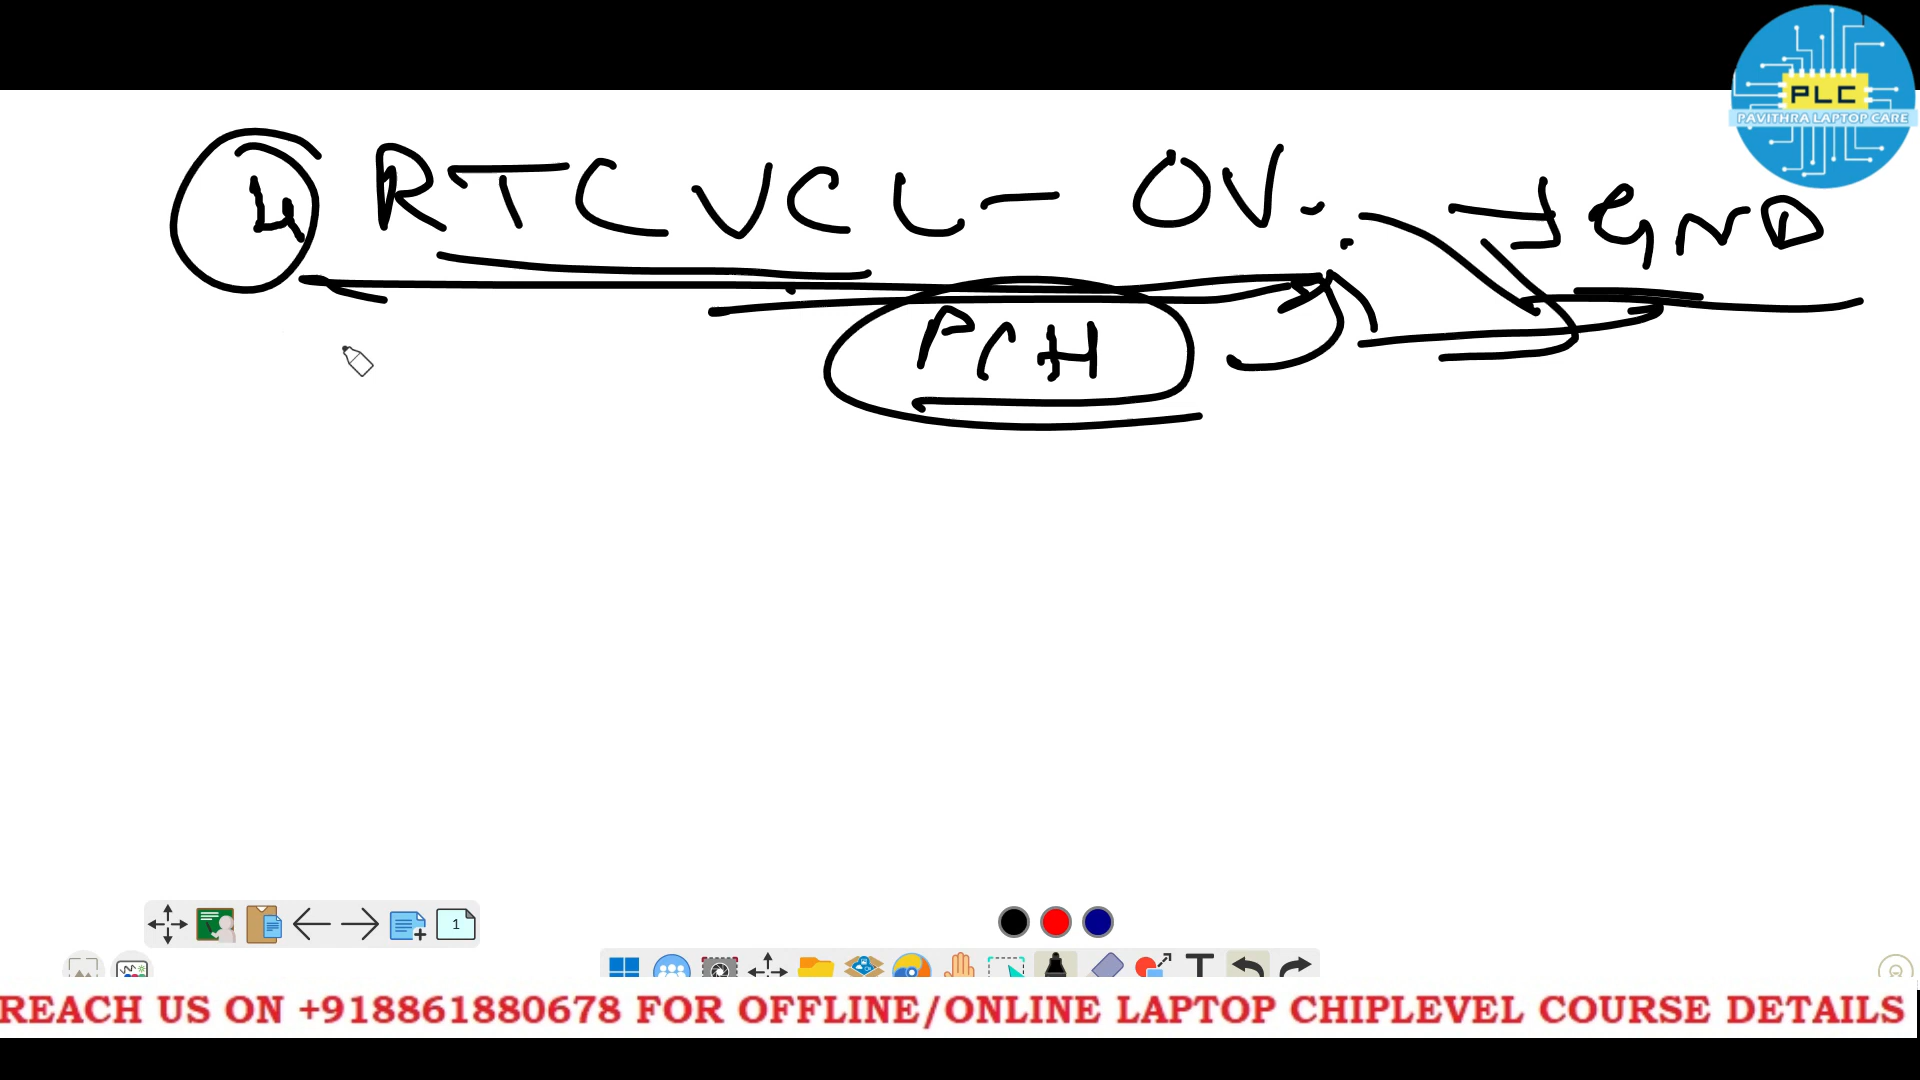 PLC
PAVITHRA LAPTOP CARE
4 RTC VCC - 0V. → GND
PCH
1
REACH US ON +918861880678 FOR OFFLINE/ONLINE LAPTOP CHIPLEVEL COURSE DETAILS